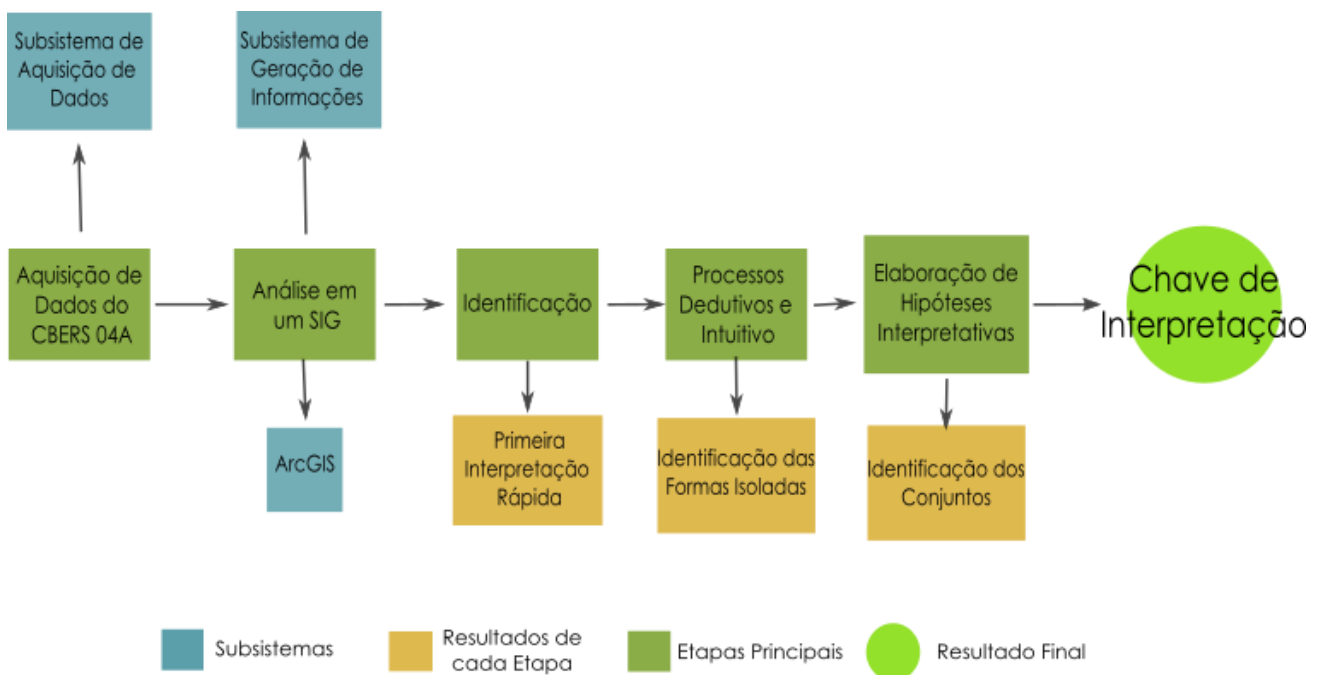 Subsistema de
Aquisição de
Dados
Subsistema de
Geração de
Informações
Aquisição de
Dados do
CBERS 04A
Análise em
um SIG
Identificação
Processos
Dedutivos e
Intuitivo
Elaboração de
Hipóteses
Interpretativas
Chave de
Interpretação
ArcGIS
Primeira
Interpretação
Rápida
Identificação das
Formas Isoladas
Identificação dos
Conjuntos
Subsistemas
Resultados de
cada Etapa
Etapas Principais
Resultado Final